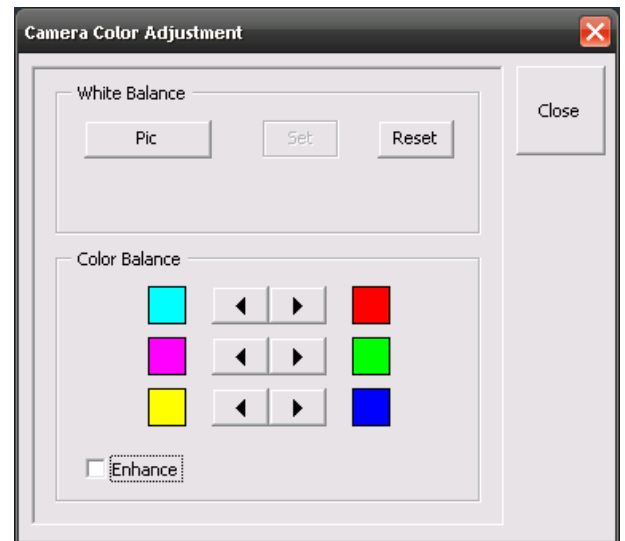 Camera Color Adjustment
White Balance
Pic Set Reset
Close
Color Balance
Enhance